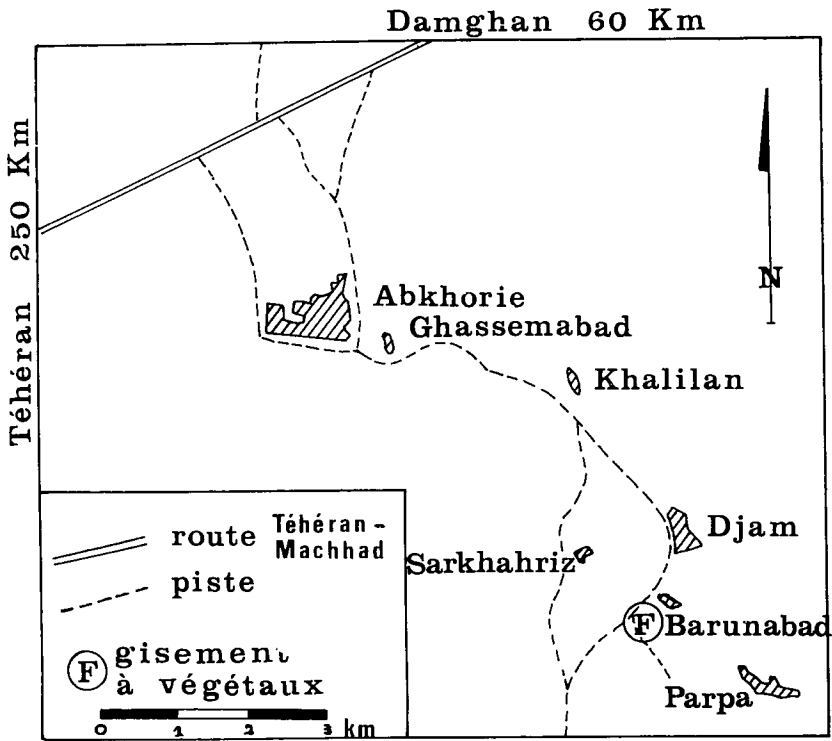 Damghan 60 Km
Téhéran 250 Km
N
Abkhorie
Ghassemabad
Khalilan
Djam
Sarkhahriz
F Barunabad
Parpa
route Téhéran - Machhad
piste
F gisement
à végétaux
0 1 2 3 km